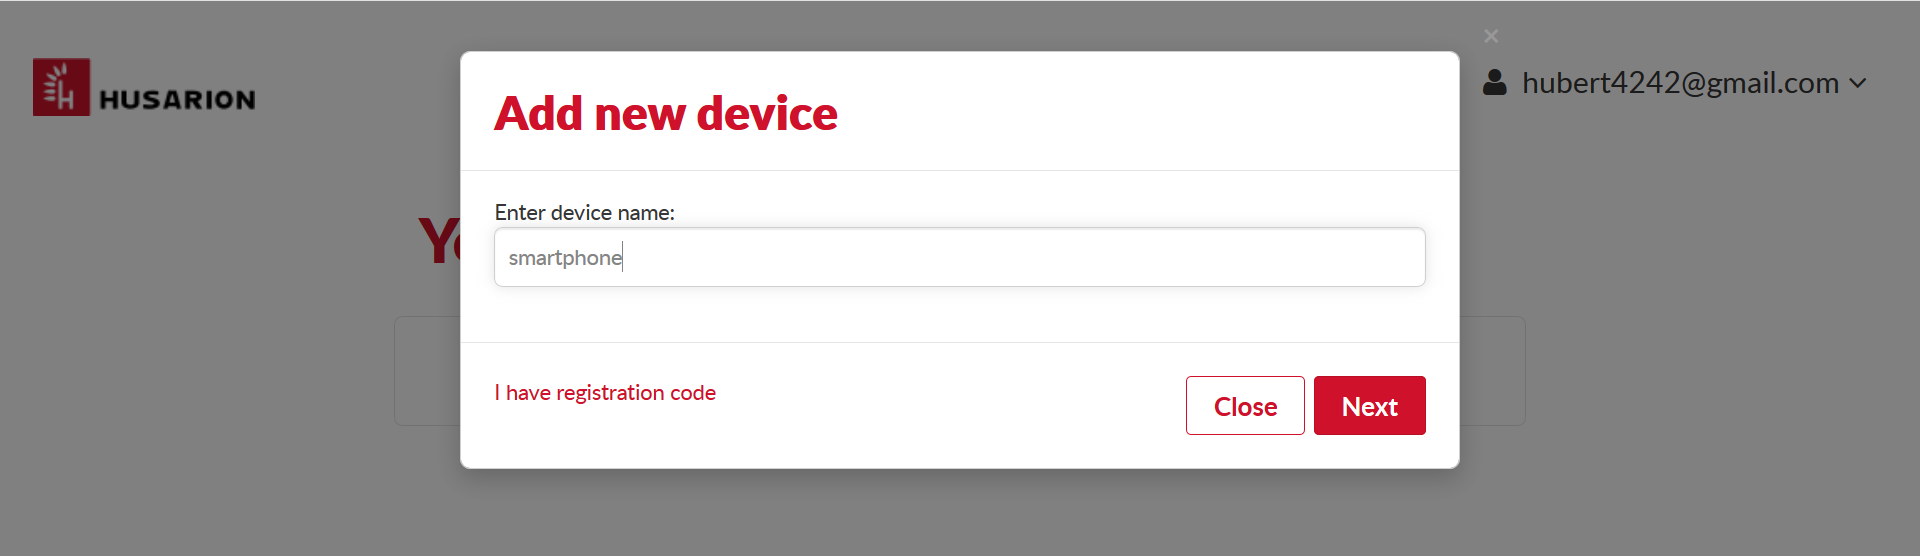 HUSARION
×
hubert4242@gmail.com
Add new device
Enter device name:
smartphone
I have registration code
Close
Next